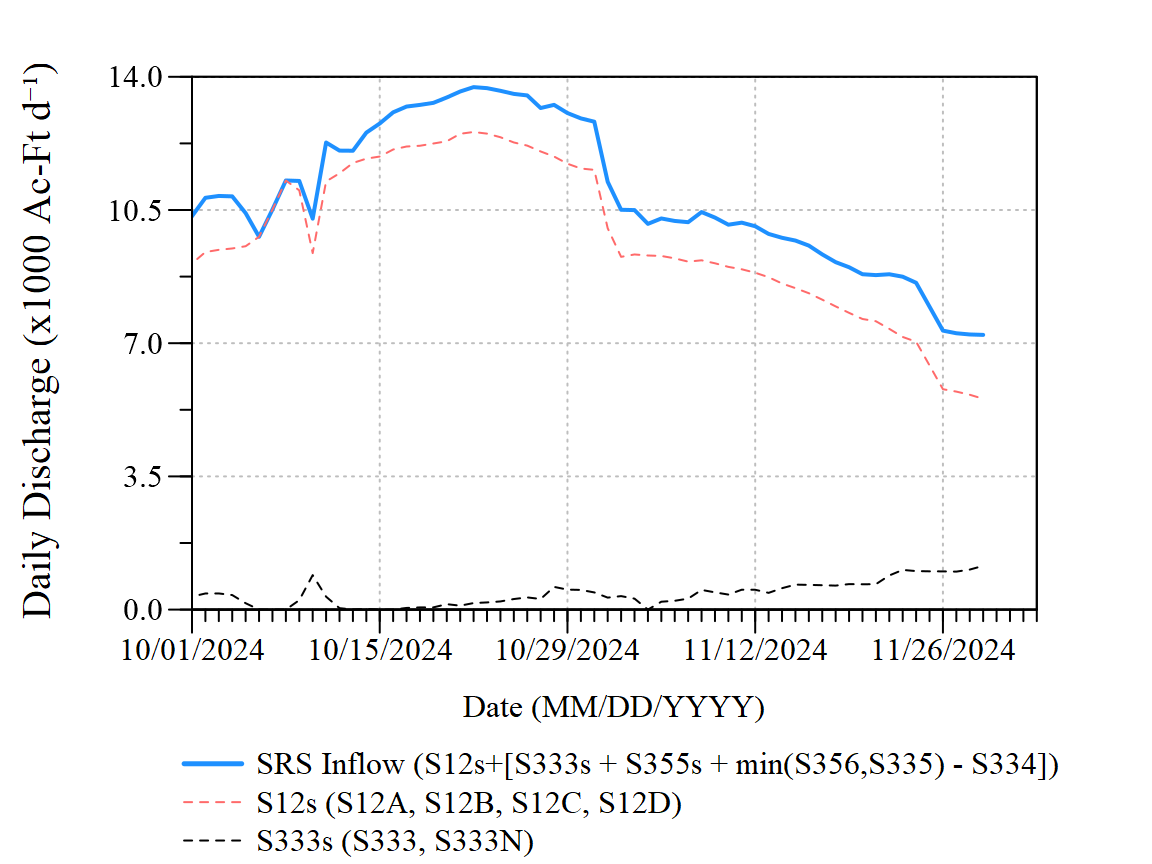 Daily Discharge (x1000 Ac-Ft d⁻¹)
14.0
10.5
7.0
3.5
0.0
10/01/2024 10/15/2024 10/29/2024 11/12/2024 11/26/2024
Date (MM/DD/YYYY)
SRS Inflow (S12s+[S333s + S355s + min(S356,S335) - S334])
S12s (S12A, S12B, S12C, S12D)
S333s (S333, S333N)